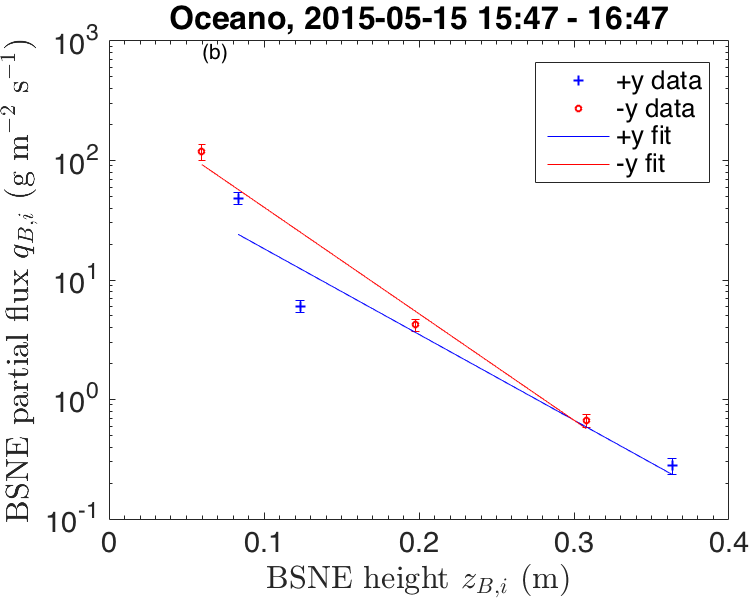 Oceano, 2015-05-15 15:47 - 16:47
(b)
+y data
-y data
+y fit
-y fit
BSNE partial flux q_{B,i} (g m^{-2} s^{-1})
10^3
10^2
10^1
10^0
10^{-1}
0 0.1 0.2 0.3 0.4
BSNE height z_{B,i} (m)